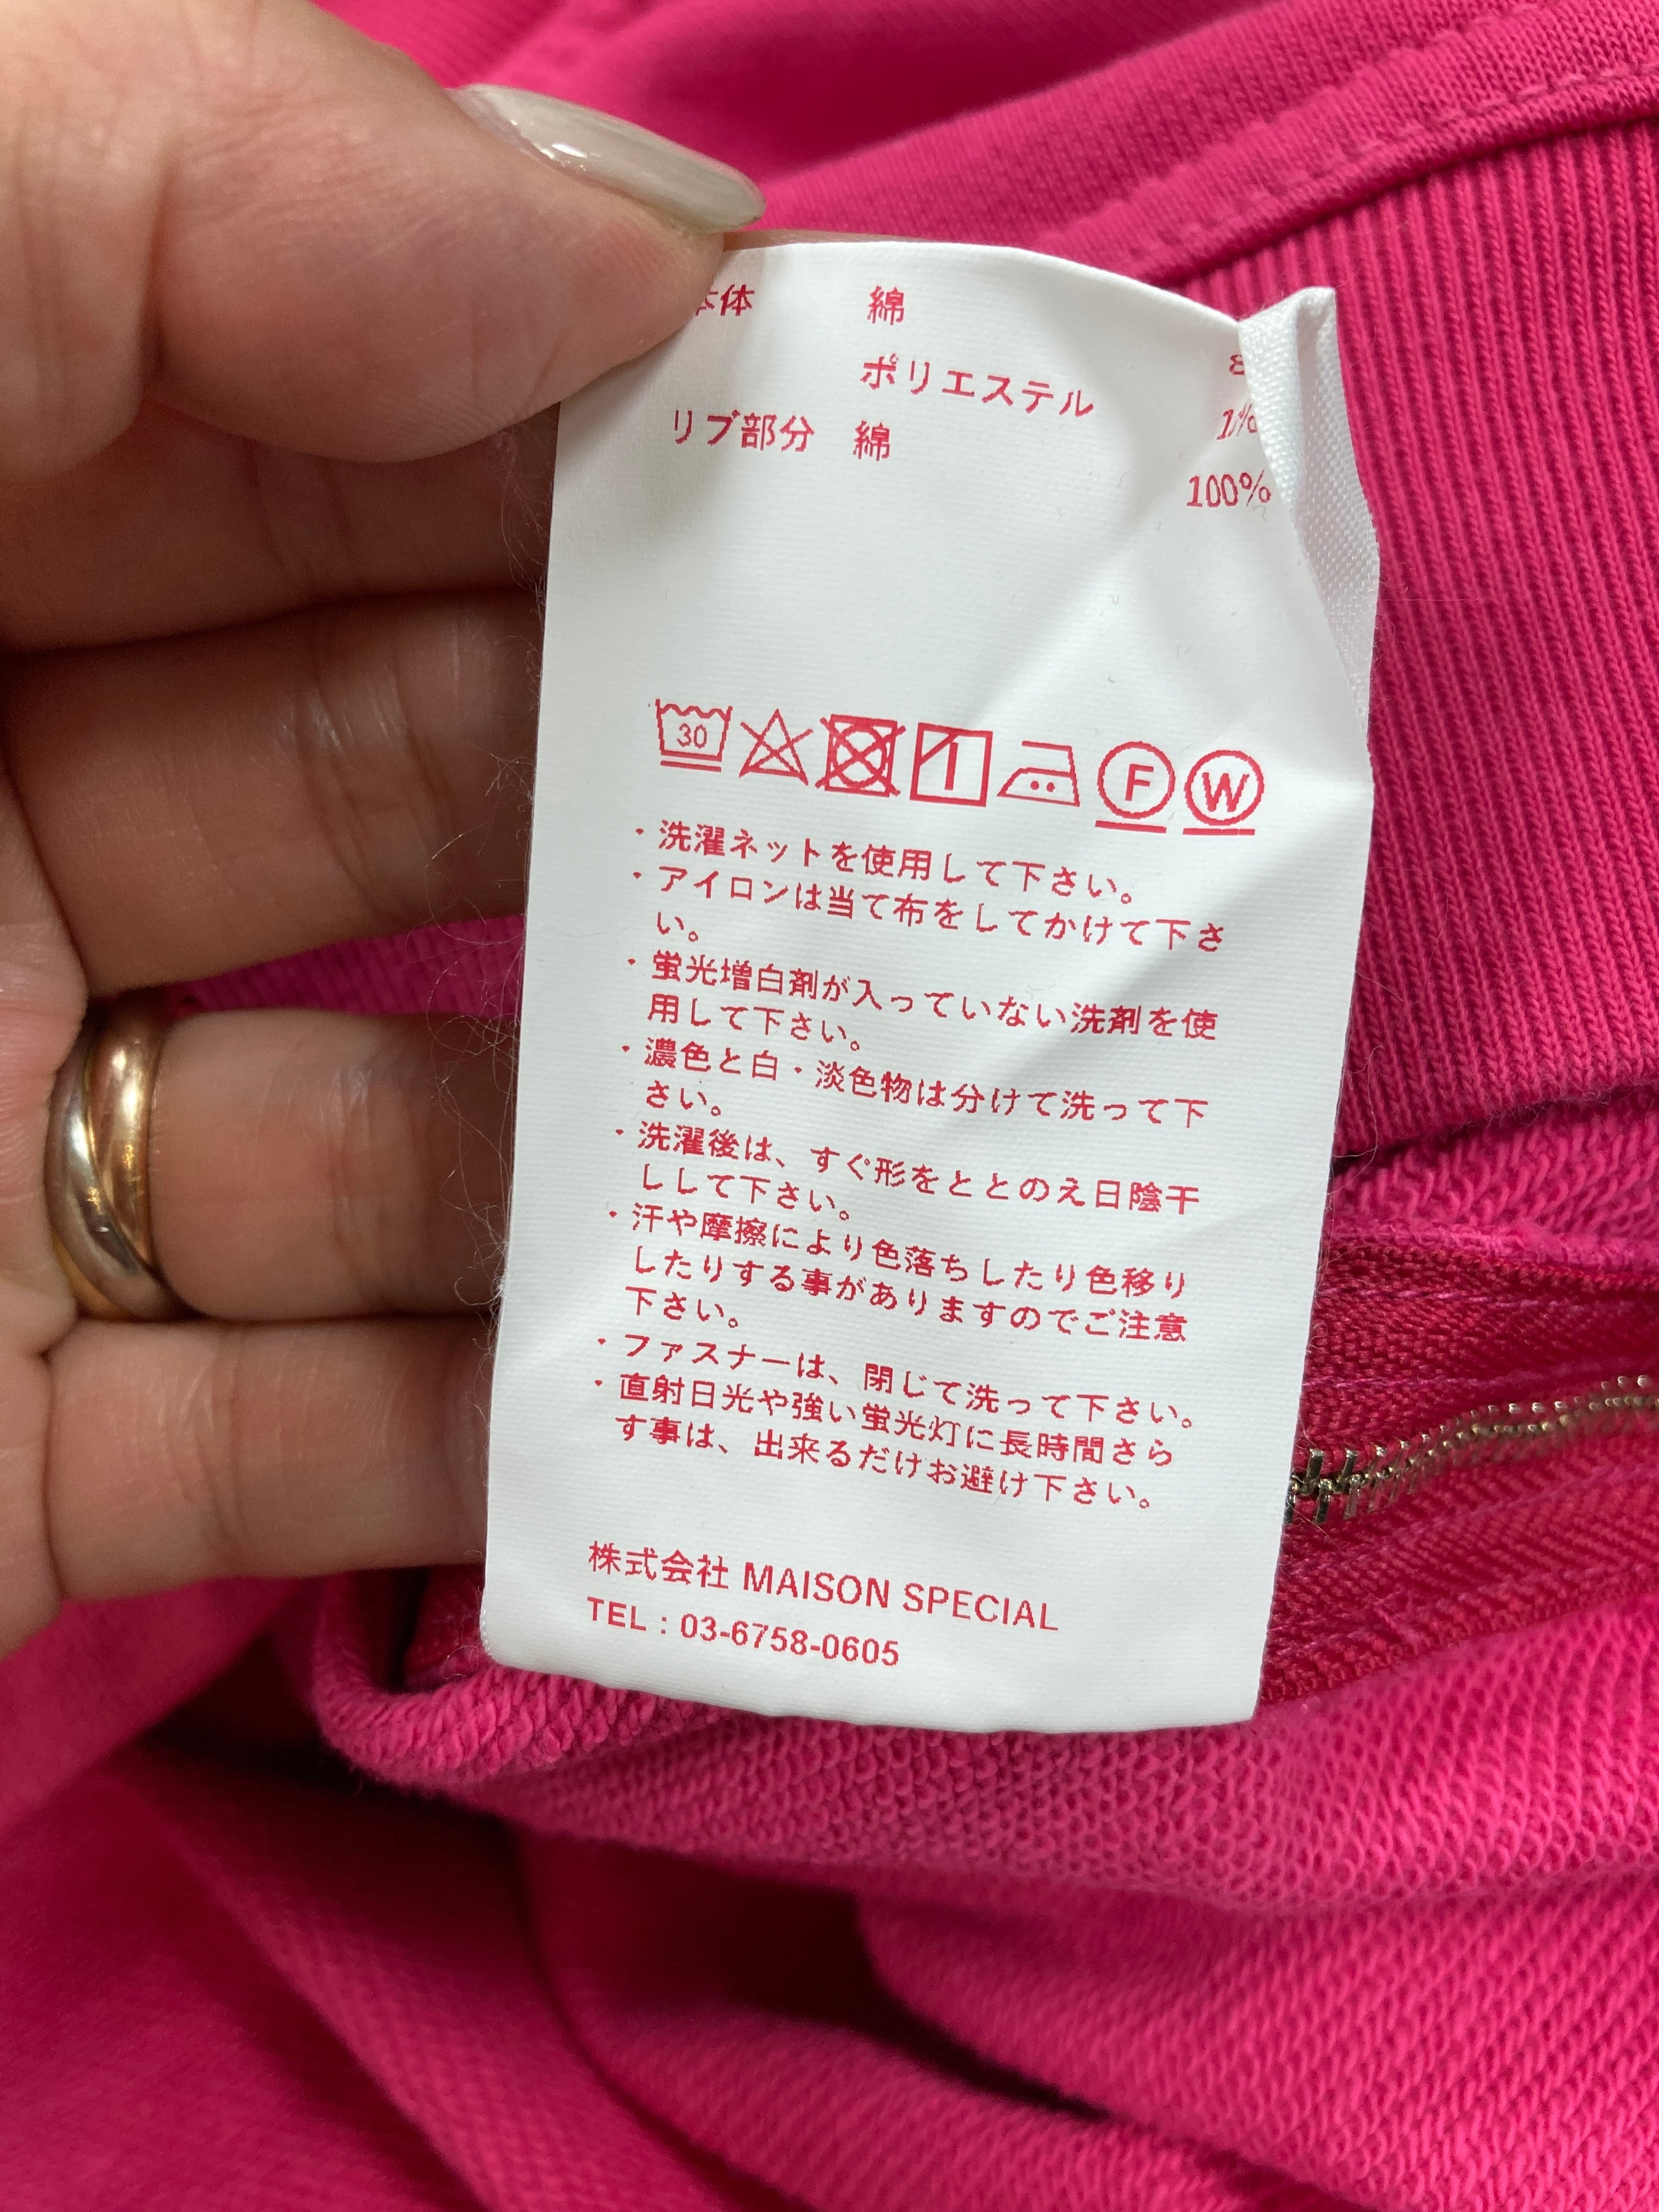 体 綿
ポリエステル
リブ部分 綿 100%
30
F W
・洗濯ネットを使用して下さい。
・アイロンは当て布をしてかけて下さ
い。
・蛍光増白剤が入っていない洗剤を使
用して下さい。
・濃色と白・淡色物は分けて洗って下
さい。
・洗濯後は、すぐ形をととのえ日陰干
しして下さい。
・汗や摩擦により色落ちしたり色移り
したりする事がありますのでご注意
下さい。
・ファスナーは、閉じて洗って下さい。
・直射日光や強い蛍光灯に長時間さら
す事は、出来るだけお避け下さい。
株式会社 MAISON SPECIAL
TEL : 03-6758-0605